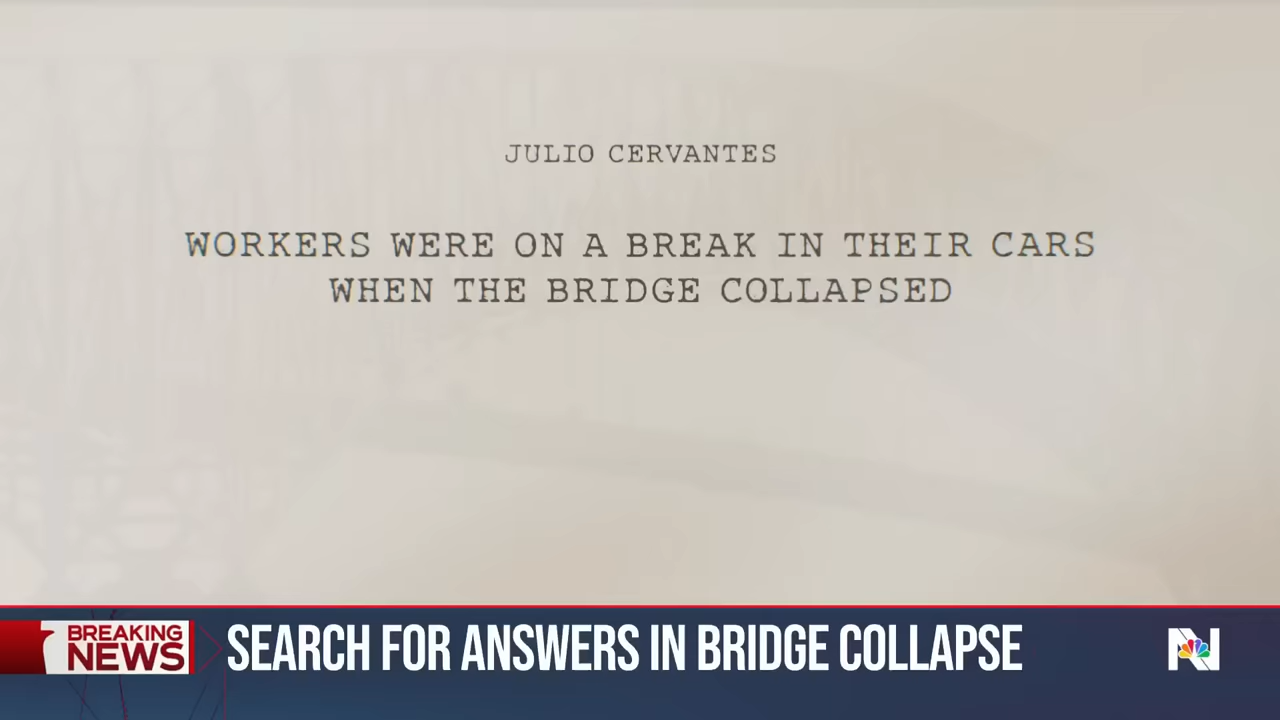 JULIO CERVANTES
WORKERS WERE ON A BREAK IN THEIR CARS
WHEN THE BRIDGE COLLAPSED
BREAKING
NEWS
SEARCH FOR ANSWERS IN BRIDGE COLLAPSE
N